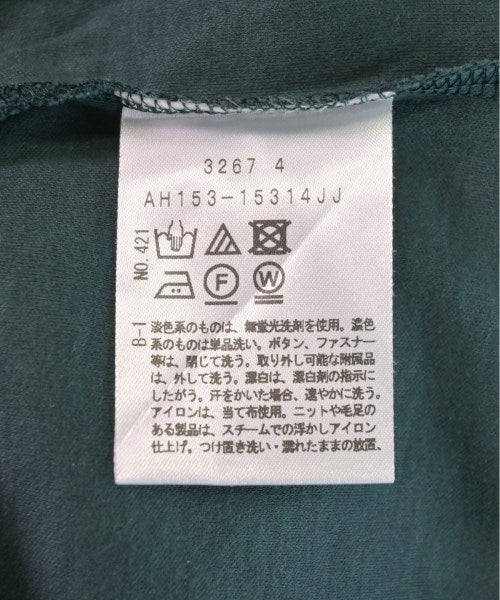 3267 4
AH153-15314JJ
NO. 421
F
W
B-1
淡色系のものは、無蛍光洗剤を使用。濃色
系のものは単品洗い。ボタン、ファスナー
等は、閉じて洗う。取り外し可能な附属品
は、外して洗う。漂白は、漂白剤の指示に
したがう。汗をかいた場合、速やかに洗う。
アイロンは、当て布使用。ニットや毛足の
ある製品は、スチームでの浮かしアイロン
仕上げ。つけ置き洗い・濡れたままの放置、